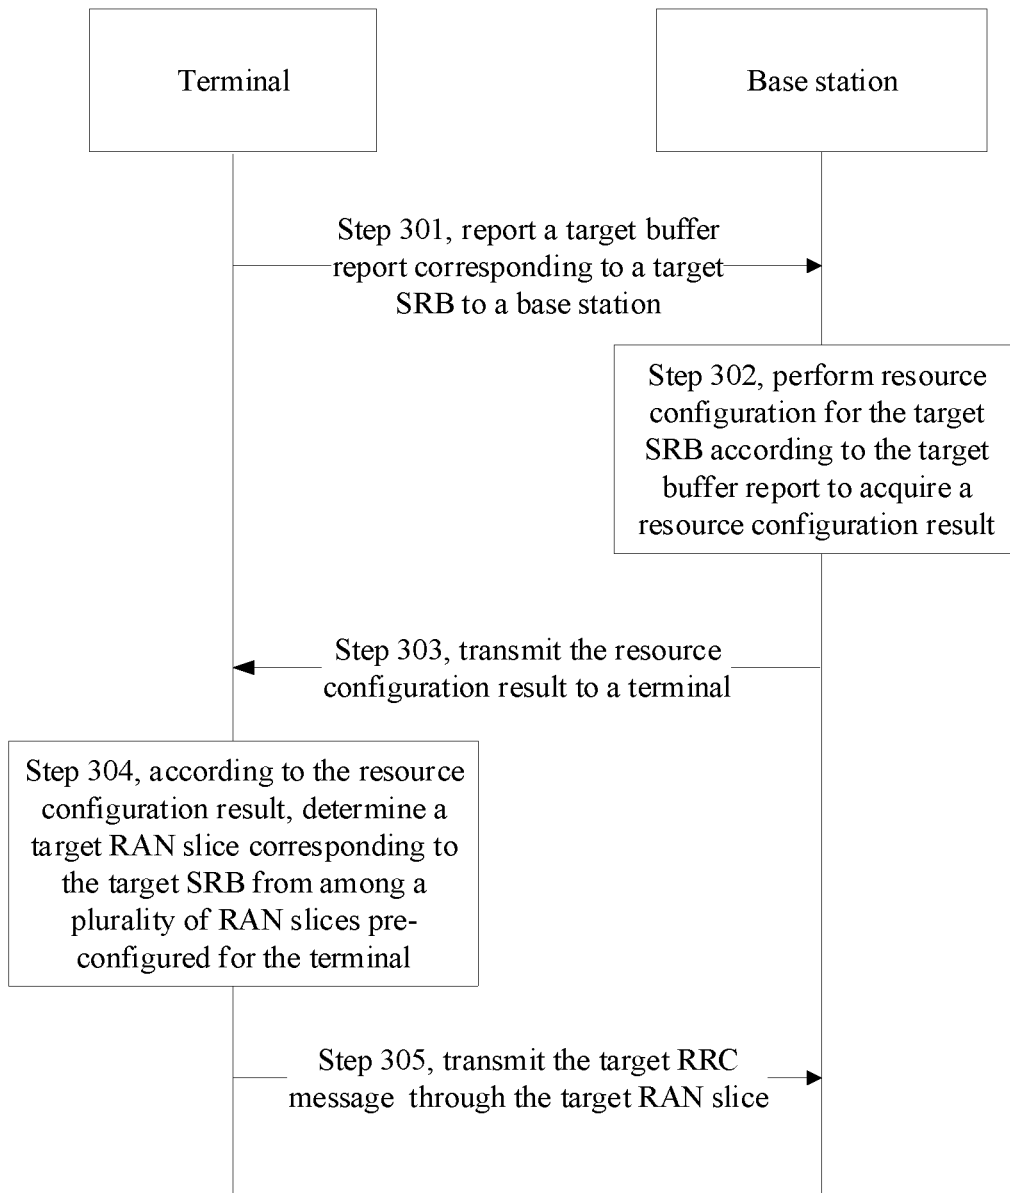 Terminal
Base station
Step 301, report a target buffer
report corresponding to a target
SRB to a base station
Step 302, perform resource
configuration for the target
SRB according to the target
buffer report to acquire a
resource configuration result
Step 303, transmit the resource
configuration result to a terminal
Step 304, according to the resource
configuration result, determine a
target RAN slice corresponding to
the target SRB from among a
plurality of RAN slices pre-
configured for the terminal
Step 305, transmit the target RRC
message through the target RAN slice